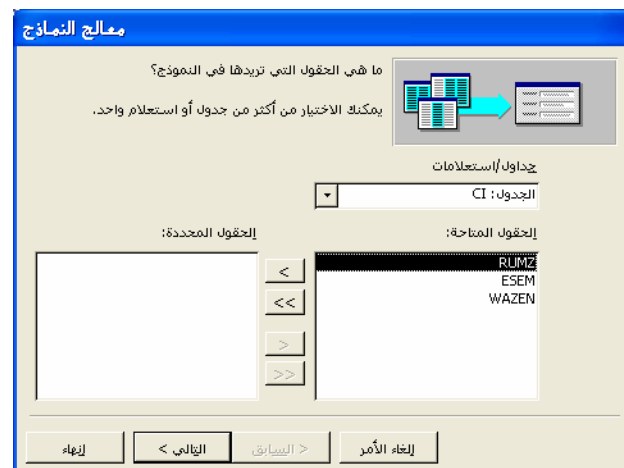 معالج النماذج
ما هي الحقول التي تريدها في النموذج؟
يمكنك الاختيار من أكثر من جدول أو استعلام واحد.
جداول/استعلامات
الجدول: CI
الحقول المتاحة:
الحقول المحددة:
RUMZ
ESEM
WAZEN
<
<<
>
>>
إلغاء الأمر
< السابق
التالي >
إنهاء